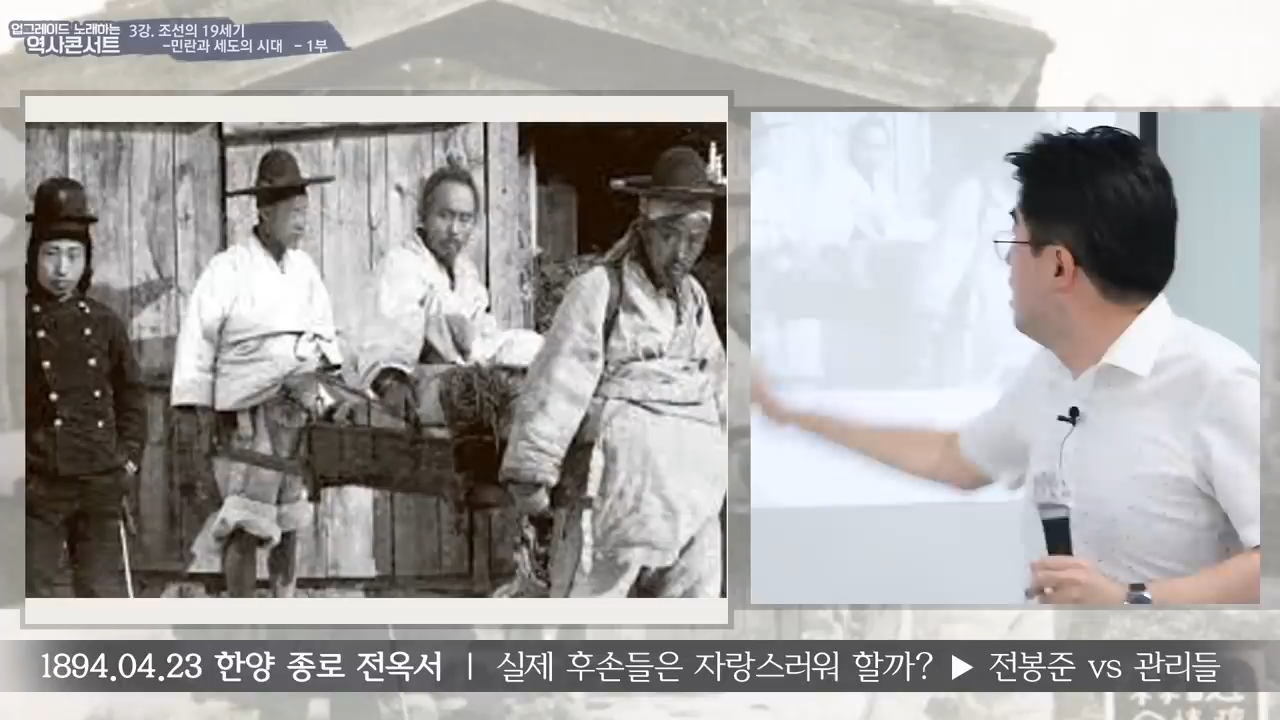 업그레이드 노래하는
역사콘서트
3강. 조선의 19세기
-민란과 세도의 시대 - 1부
1894.04.23 한양 종로 전옥서 | 실제 후손들은 자랑스러워 할까? ▶ 전봉준 vs 관리들